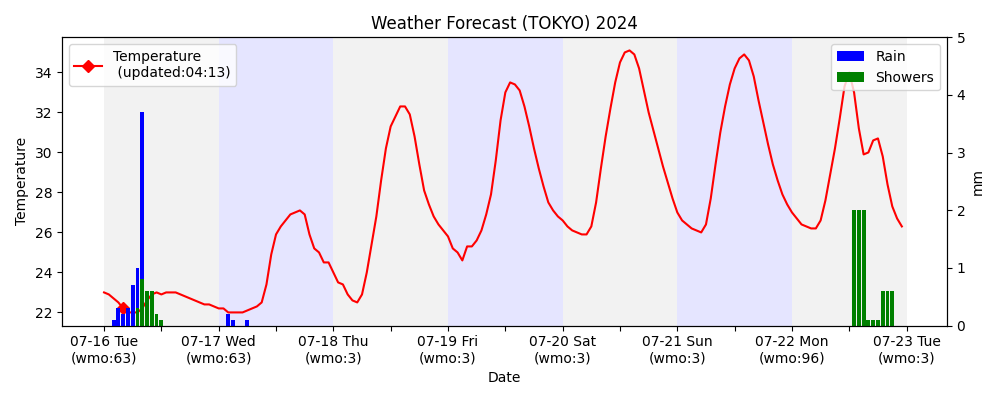 Weather Forecast (TOKYO) 2024
Temperature
(updated:04:13)
Rain
Showers
Temperature
34
32
30
28
26
24
22
5
4
3
2
1
0
mm
07-16 Tue 07-17 Wed 07-18 Thu 07-19 Fri 07-20 Sat 07-21 Sun 07-22 Mon 07-23 Tue
(wmo:63) (wmo:63) (wmo:3) (wmo:3) (wmo:3) (wmo:3) (wmo:96) (wmo:3)
Date